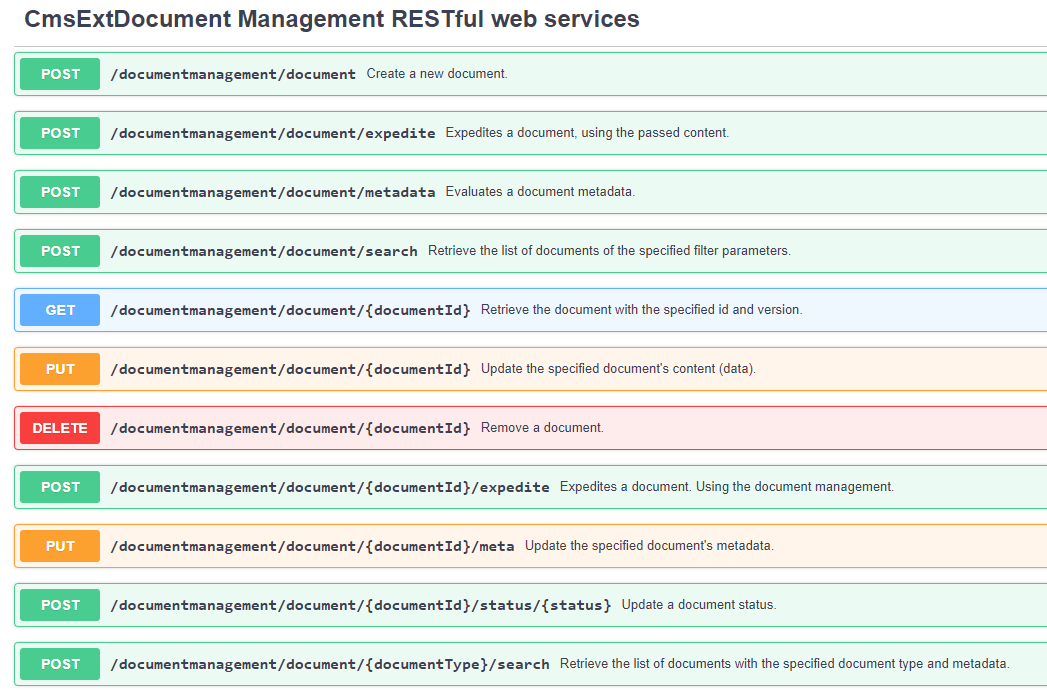 CmsExtDocument Management RESTful web services
POST /documentmanagement/document Create a new document.
POST /documentmanagement/document/expedite Expedites a document, using the passed content.
POST /documentmanagement/document/metadata Evaluates a document metadata.
POST /documentmanagement/document/search Retrieve the list of documents of the specified filter parameters.
GET /documentmanagement/document/{documentId} Retrieve the document with the specified id and version.
PUT /documentmanagement/document/{documentId} Update the specified document's content (data).
DELETE /documentmanagement/document/{documentId} Remove a document.
POST /documentmanagement/document/{documentId}/expedite Expedites a document. Using the document management.
PUT /documentmanagement/document/{documentId}/meta Update the specified document's metadata.
POST /documentmanagement/document/{documentId}/status/{status} Update a document status.
POST /documentmanagement/document/{documentType}/search Retrieve the list of documents with the specified document type and metadata.